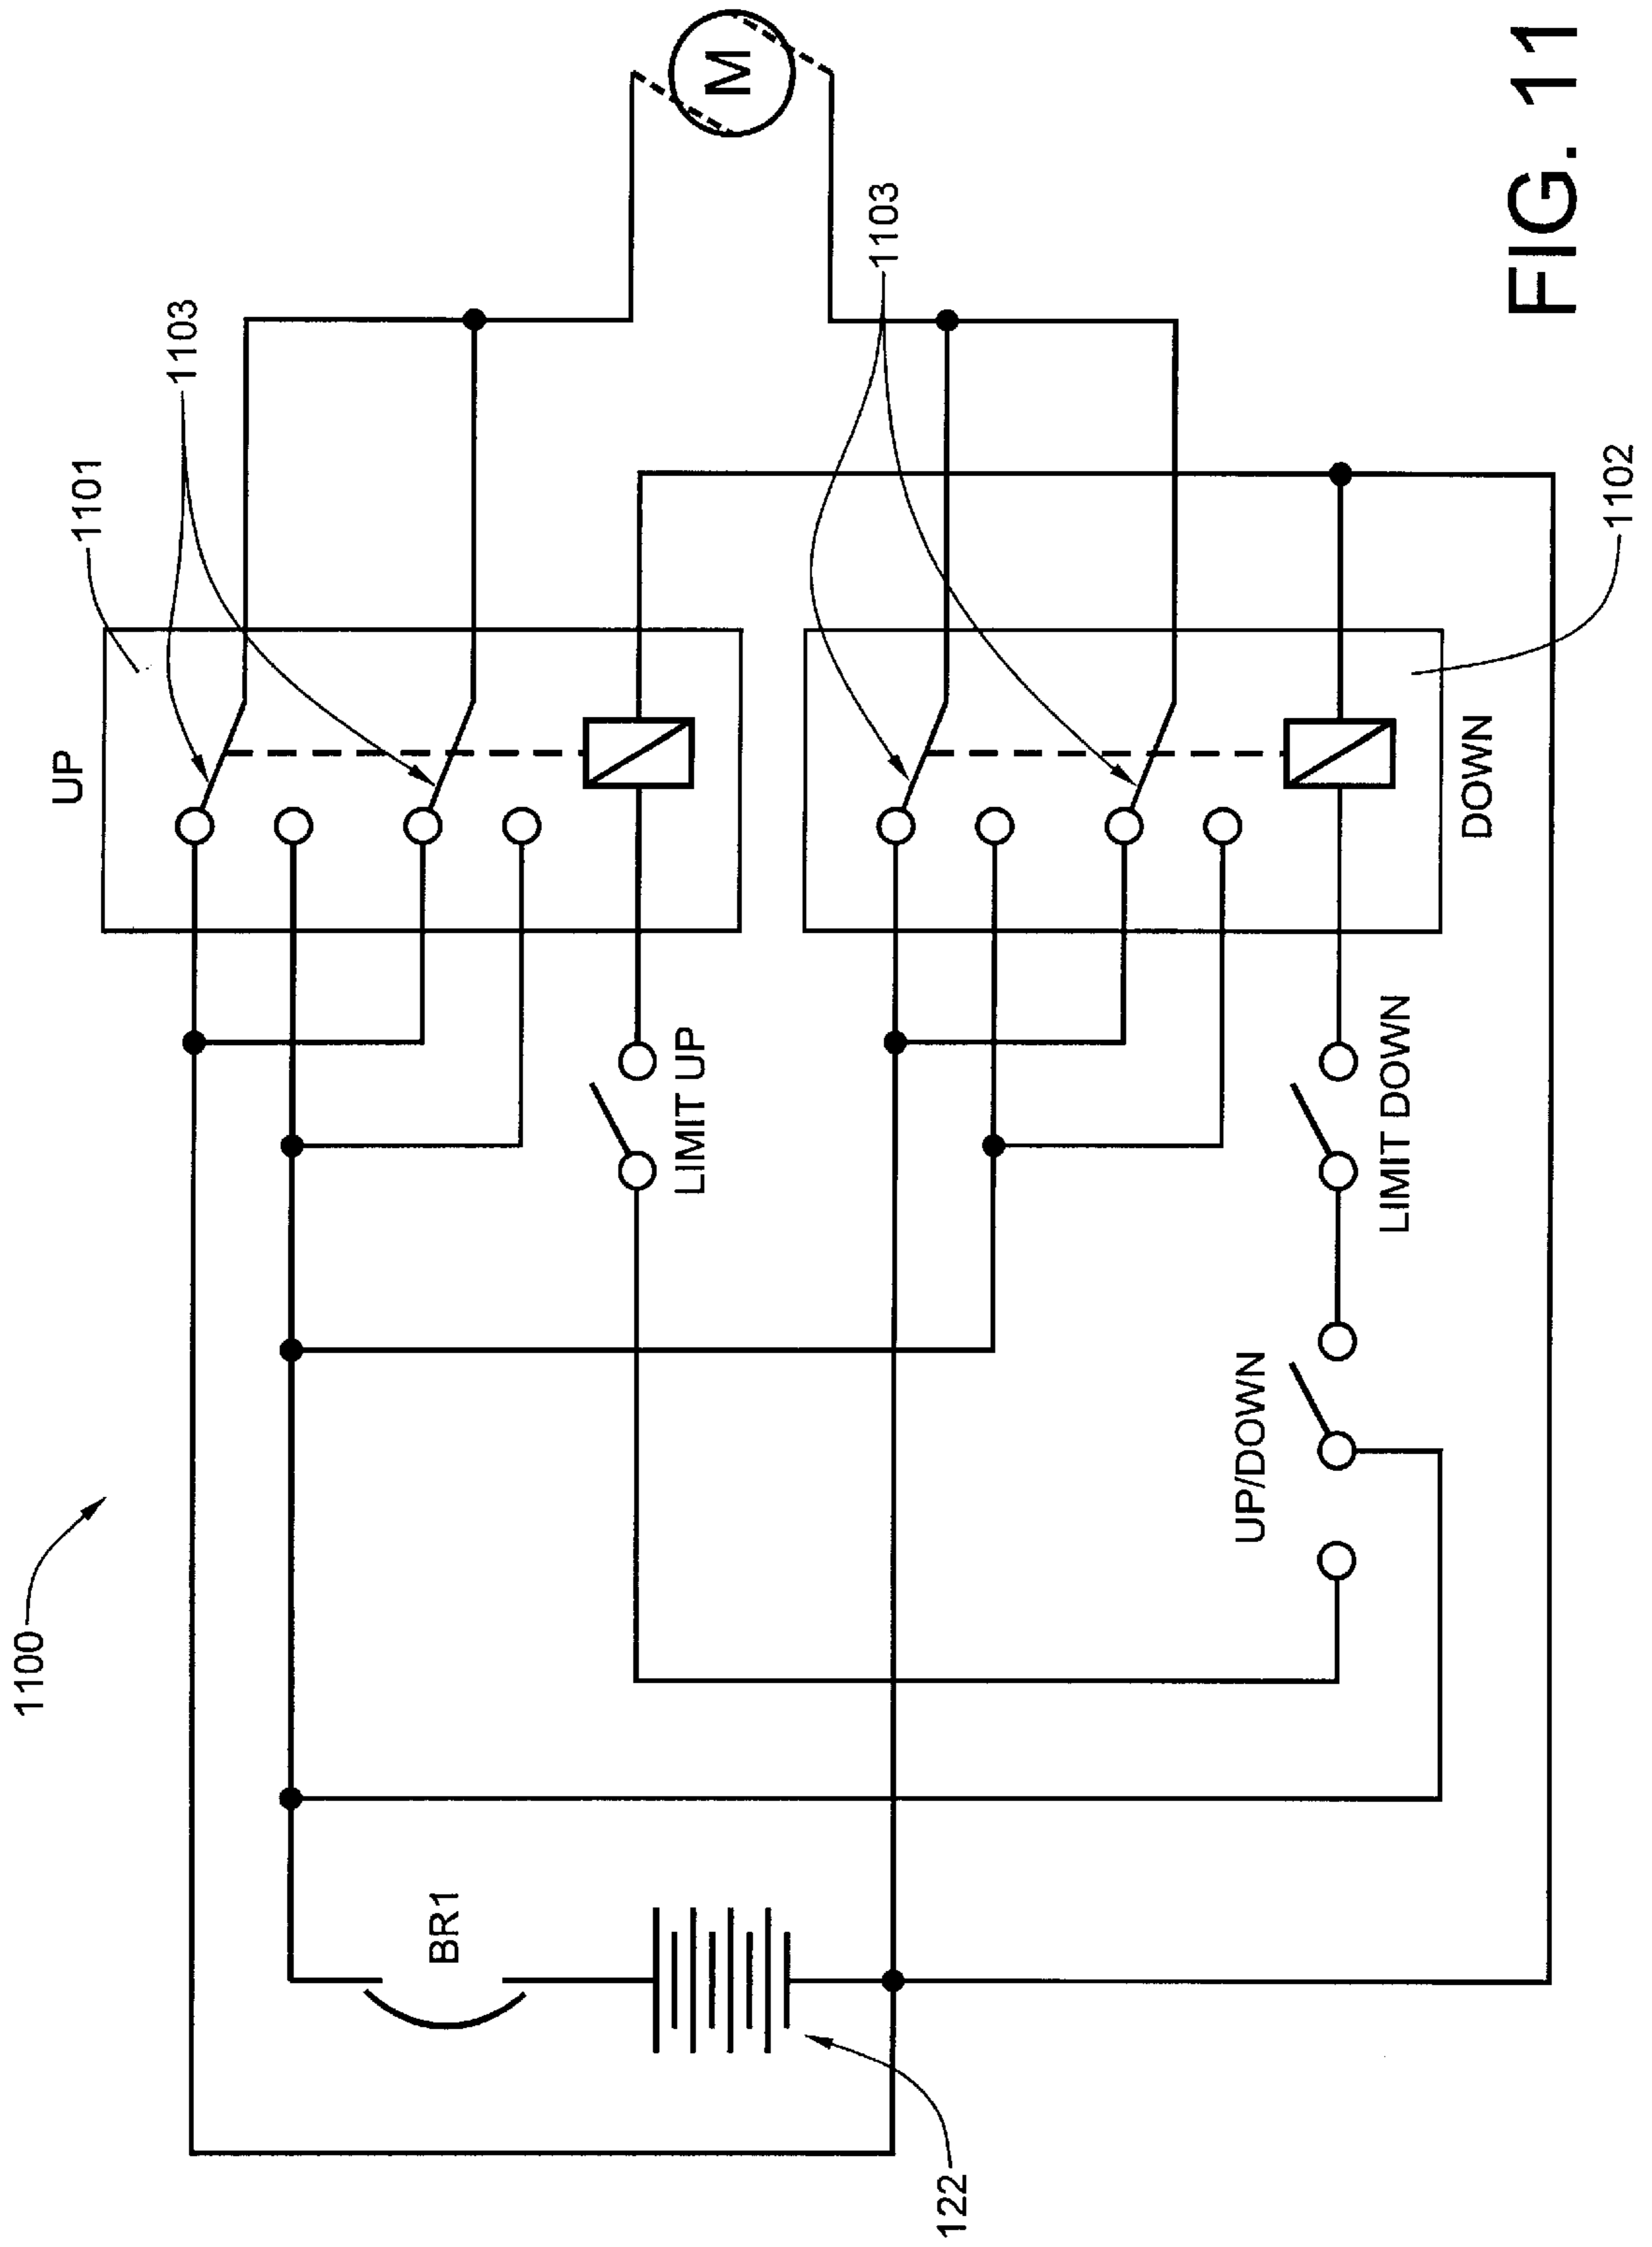 1100
UP
1101
1103
LIMIT UP
BR1
122
UP/DOWN
LIMIT DOWN
DOWN
1102
1103
M
FIG. 11